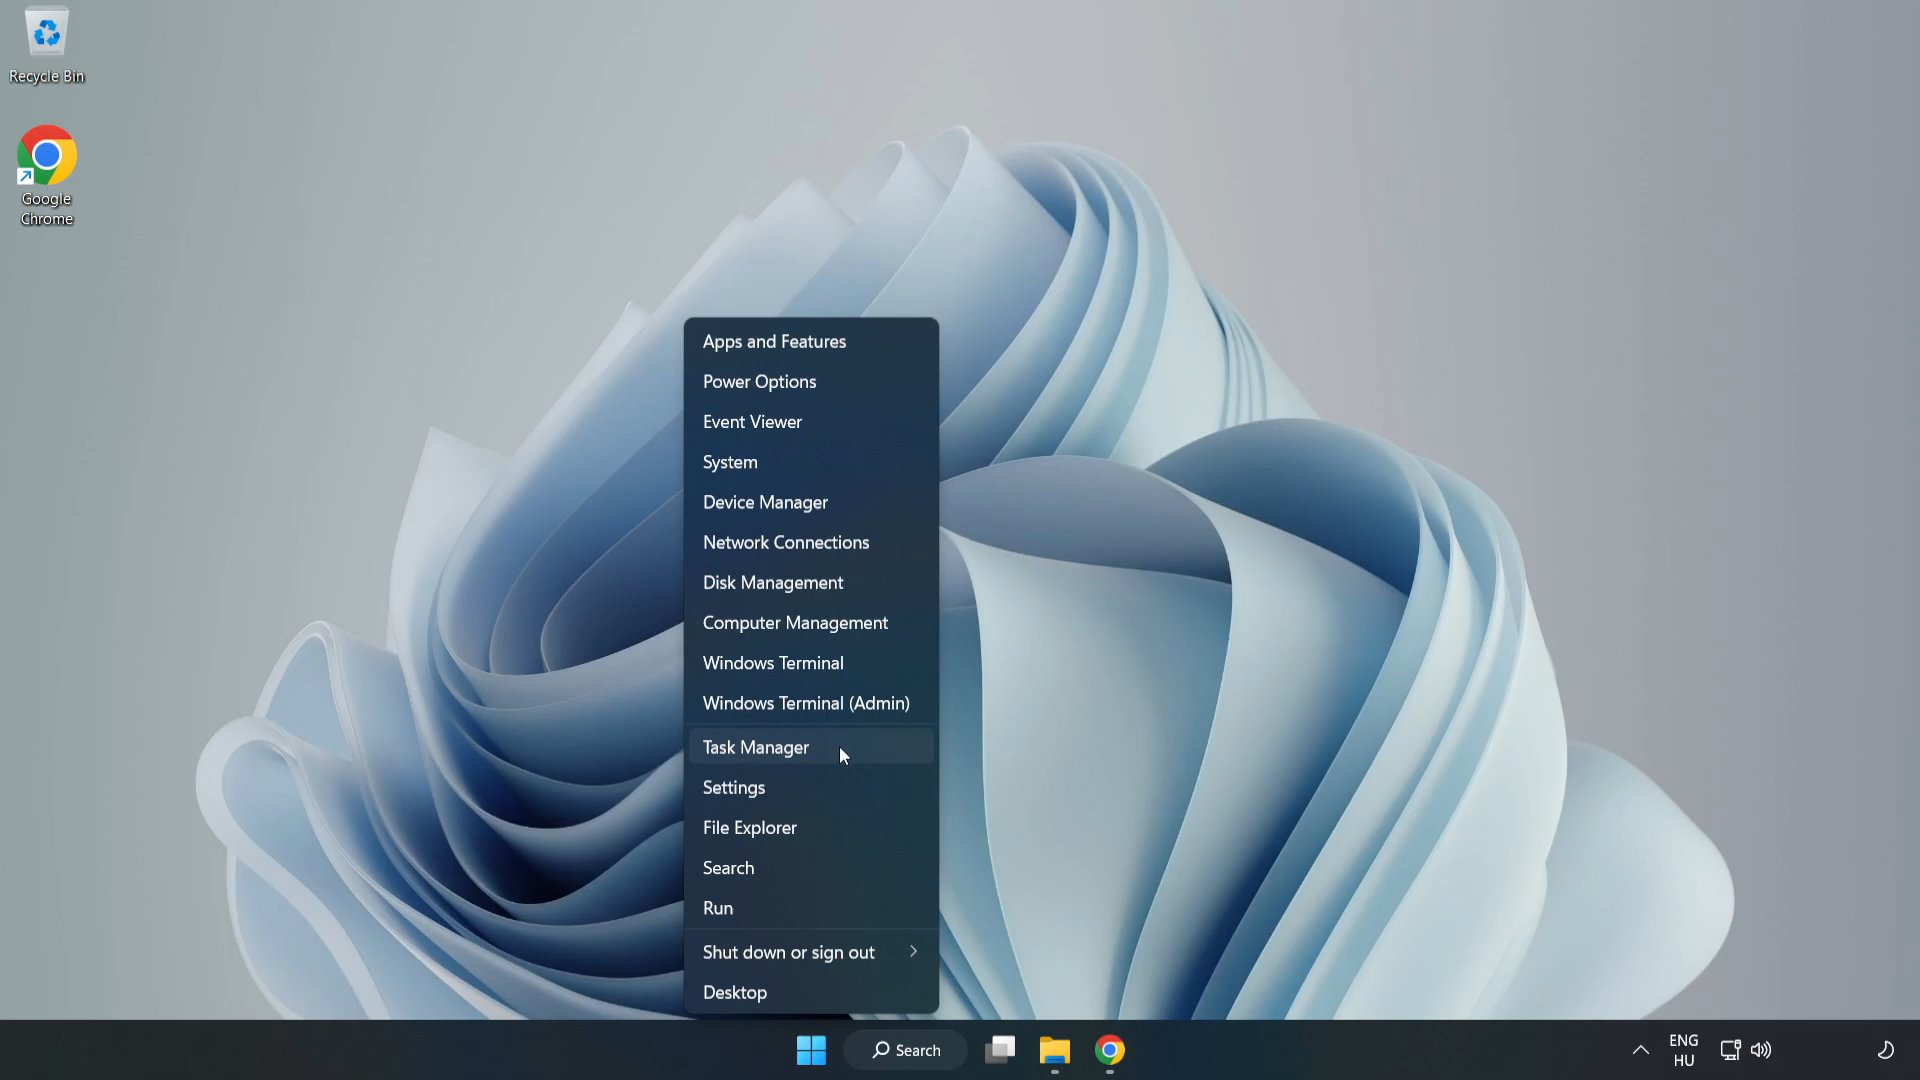 Recycle Bin
Google
Chrome
Apps and Features
Power Options
Event Viewer
System
Device Manager
Network Connections
Disk Management
Computer Management
Windows Terminal
Windows Terminal (Admin)
Task Manager
Settings
File Explorer
Search
Run
Shut down or sign out
Desktop
Search
ENG
HU